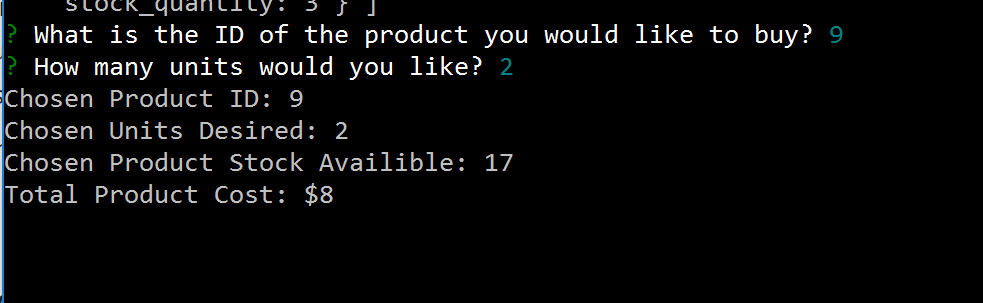 stock_quantity: 3 } ]
? What is the ID of the product you would like to buy? 9
? How many units would you like? 2
Chosen Product ID: 9
Chosen Units Desired: 2
Chosen Product Stock Availible: 17
Total Product Cost: $8